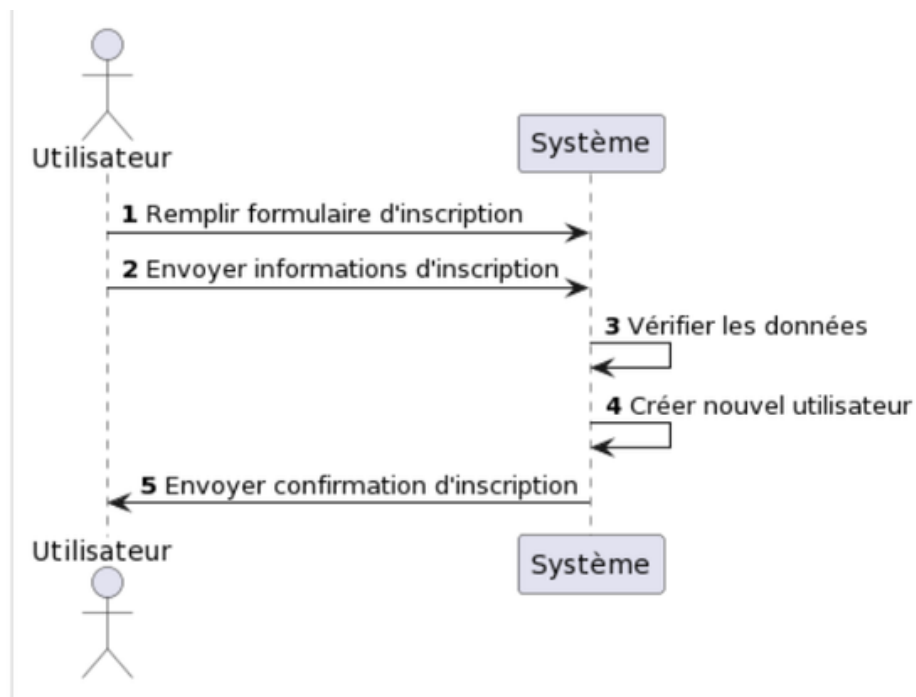 Utilisateur
Système
1 Remplir formulaire d'inscription
2 Envoyer informations d'inscription
3 Vérifier les données
4 Créer nouvel utilisateur
5 Envoyer confirmation d'inscription
Utilisateur
Système